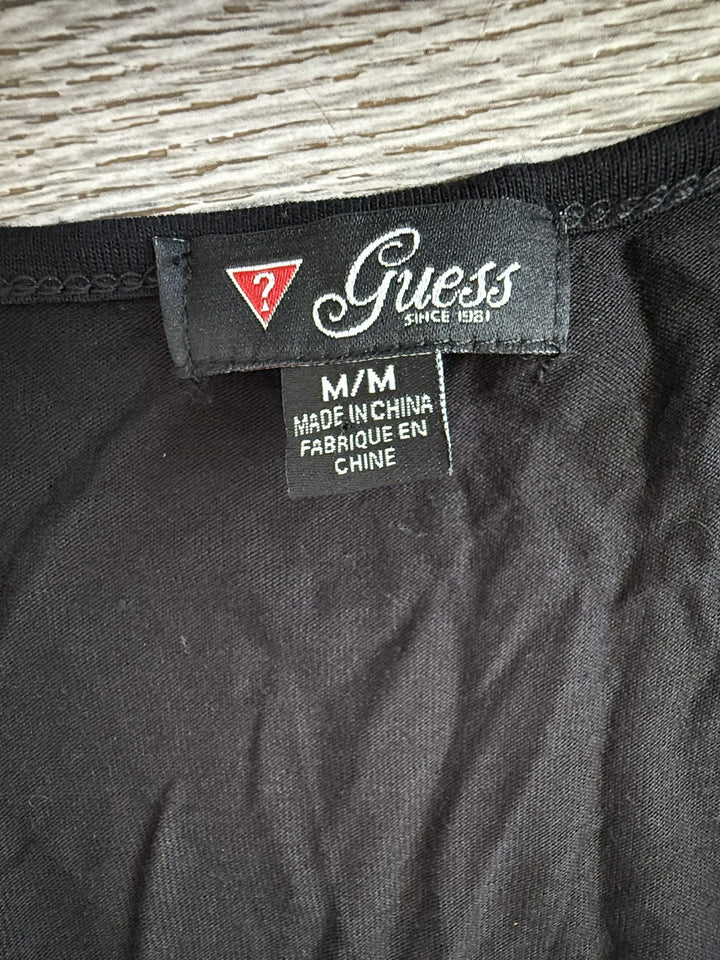 ?
Guess
SINCE 1981
M/M
MADE IN CHINA
FABRIQUE EN
CHINE